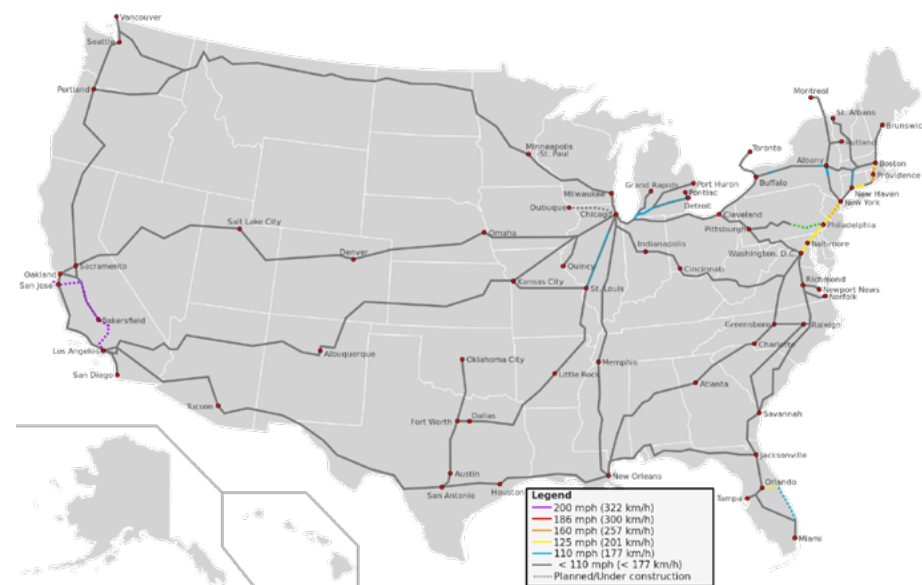 Vancouver
Seattle
Portland
Montreal
St. Albans
Brunswic
Rutland
Toronto
Boston
Albany
Providence
Minneapolis
St. Paul
Buffalo
New Haven
New York
Grand Rapids
Port Huron
Pontiac
Detroit
Milwaukee
Dubuque
Chicago
Cleveland
Pittsburgh
Philadelphia
Salt Lake City
Omaha
Baltimore
Denver
Indianapolis
Washington, D.C.
Sacramento
Oakland
San Jose
Quincy
Cincinnati
Kansas City
St. Louis
Richmond
Newport News
Norfolk
Bakersfield
Greensboro
Raleigh
Los Angeles
Albuquerque
Oklahoma City
Memphis
Charlotte
San Diego
Little Rock
Atlanta
Tucson
Fort Worth
Dallas
Savannah
Jacksonville
Austin
New Orleans
San Antonio
Houston
Orlando
Tampa
Miami
Legend
200 mph (322 km/h)
186 mph (300 km/h)
160 mph (257 km/h)
125 mph (201 km/h)
110 mph (177 km/h)
< 110 mph (< 177 km/h)
Planned/Under construction